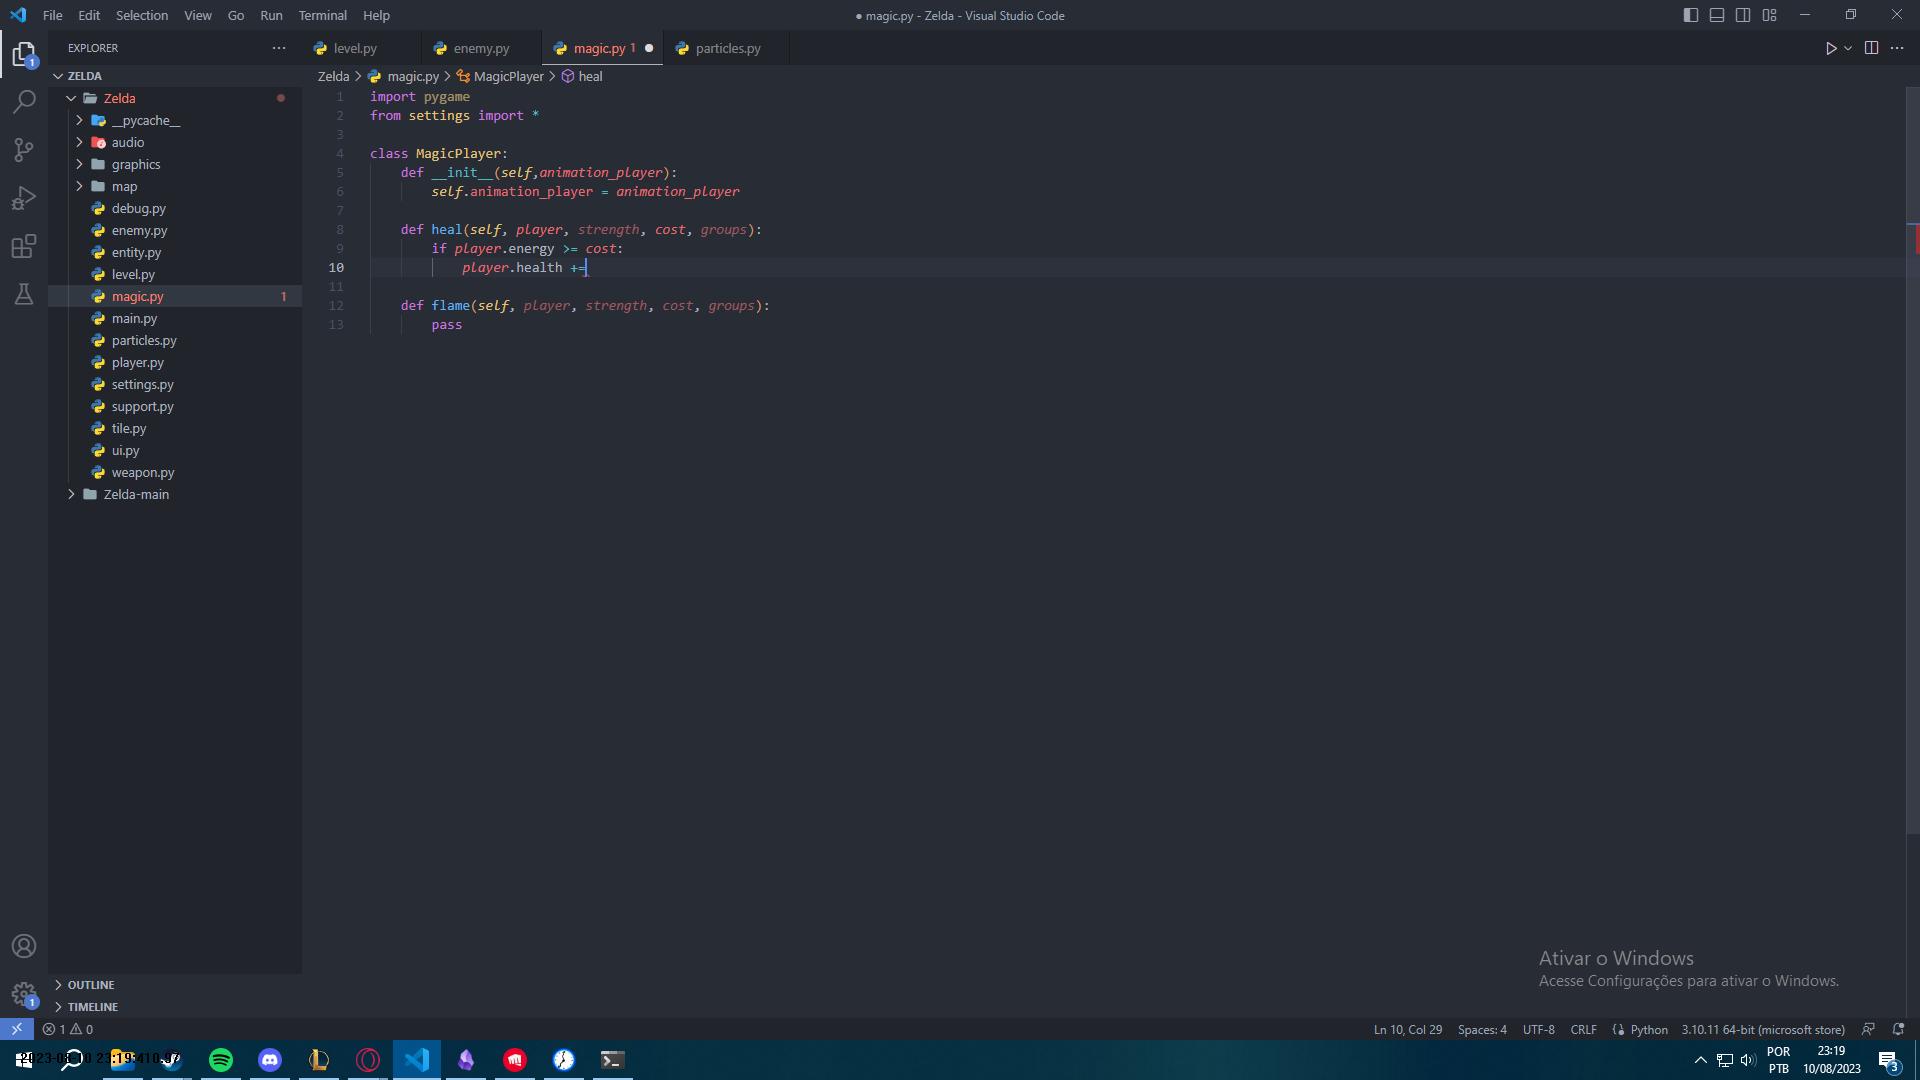 File Edit Selection View Go Run Terminal Help
● magic.py - Zelda - Visual Studio Code
EXPLORER
level.py
enemy.py
magic.py 1
particles.py
ZELDA
Zelda > magic.py > MagicPlayer > heal
Zelda
__pycache__
audio
graphics
map
debug.py
enemy.py
entity.py
level.py
magic.py 1
main.py
particles.py
player.py
settings.py
support.py
tile.py
ui.py
weapon.py
Zelda-main
1 import pygame
2 from settings import *
3
4 class MagicPlayer:
5 def __init__(self,animation_player):
6 self.animation_player = animation_player
7
8 def heal(self, player, strength, cost, groups):
9 if player.energy >= cost:
10 player.health +=
11
12 def flame(self, player, strength, cost, groups):
13 pass
Ativar o Windows
Acesse Configurações para ativar o Windows.
OUTLINE
TIMELINE
1
1
1 0
Ln 10, Col 29 Spaces: 4 UTF-8 CRLF Python 3.10.11 64-bit (microsoft store)
POR
PTB
23:19
10/08/2023
3